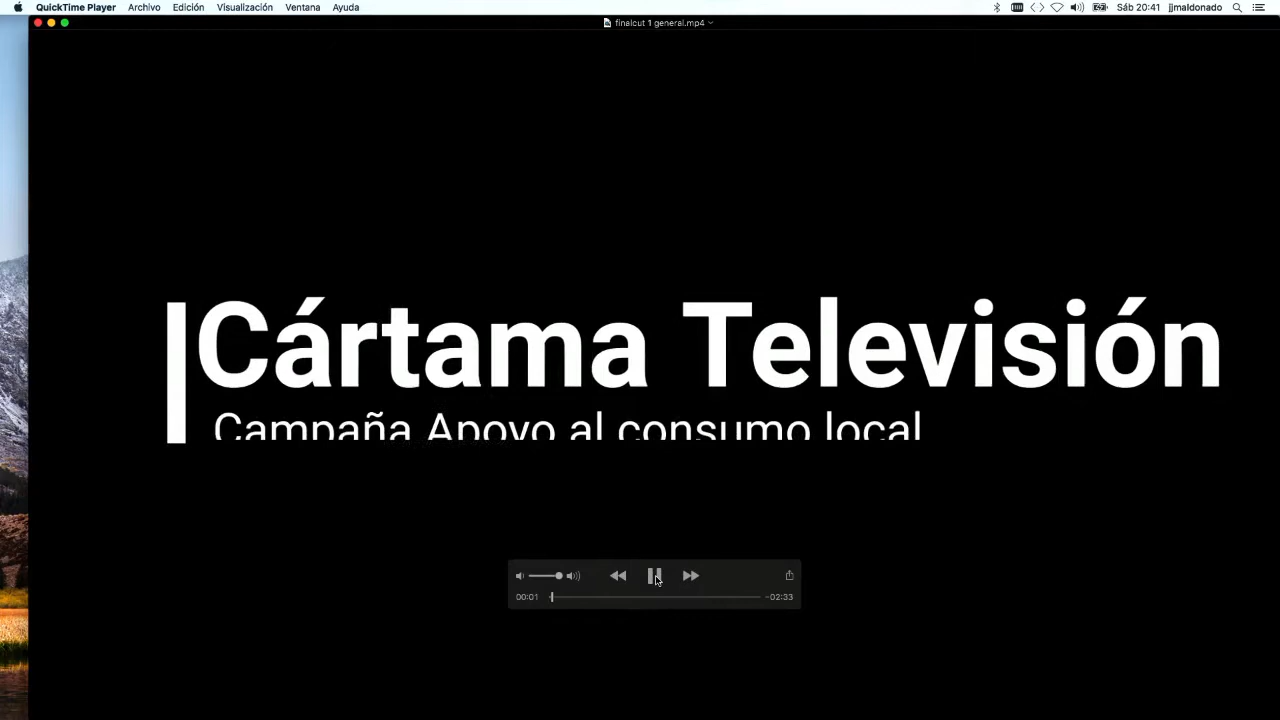 QuickTime Player Archivo Edición Visualización Ventana Ayuda Sáb 20:41 jjmaldonado
finalcut 1 general.mp4
Cártama Televisión
Campaña Apoyo al consumo local
00:01 -02:33